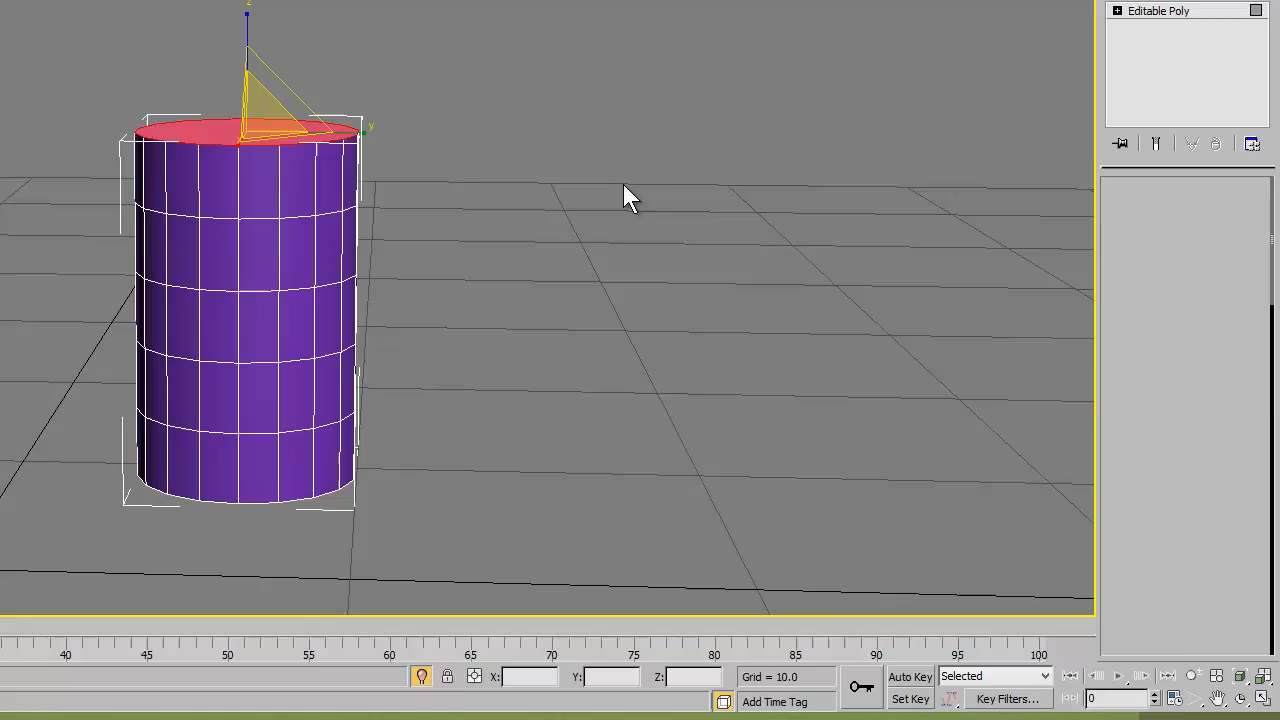 z
Editable Poly
y
40 45 50 55 60 65 70 75 80 85 90 95 100
X: Y: Z: Grid = 10.0 Auto Key Selected
Add Time Tag Set Key Key Filters... 0